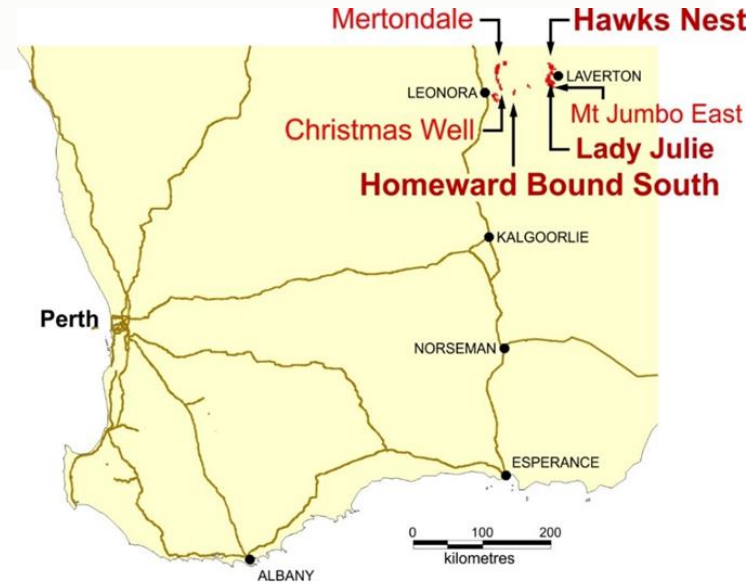 Mertondale
Hawks Nest
LAVERTON
LEONORA
Mt Jumbo East
Christmas Well
Lady Julie
Homeward Bound South
KALGOORLIE
Perth
NORSEMAN
ESPERANCE
0 100 200
kilometres
ALBANY